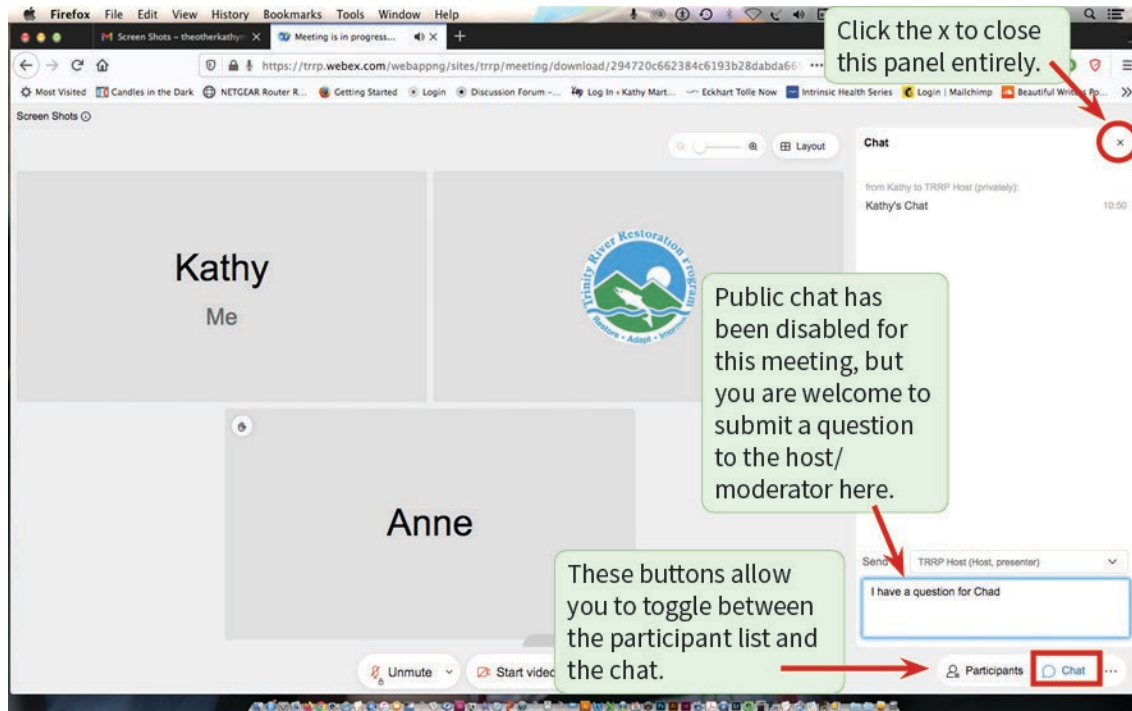 Firefox File Edit View History Bookmarks Tools Window Help
Screen Shots – theotherkathym X Meeting is in progress... X +
https://trrp.webex.com/webappng/sites/trrp/meeting/download/294720c662384c6193b28dabda665 ...
Most Visited Candles in the Dark NETGEAR Router R... Getting Started Login Discussion Forum –... Log In ‹ Kathy Mart... Eckhart Tolle Now Intrinsic Health Series Login | Mailchimp Beautiful Writers Po... >>
Click the x to close
this panel entirely.
Screen Shots
Layout
Chat ×
from Kathy to TRRP Host (privately):
Kathy's Chat 10:50
Kathy
Me
Trinity River Restoration Program
Restore • Adapt • Improve
Public chat has
been disabled for
this meeting, but
you are welcome to
submit a question
to the host/
moderator here.
Anne
Send TRRP Host (Host, presenter)
I have a question for Chad
These buttons allow
you to toggle between
the participant list and
the chat.
Unmute Start video
Participants Chat ...